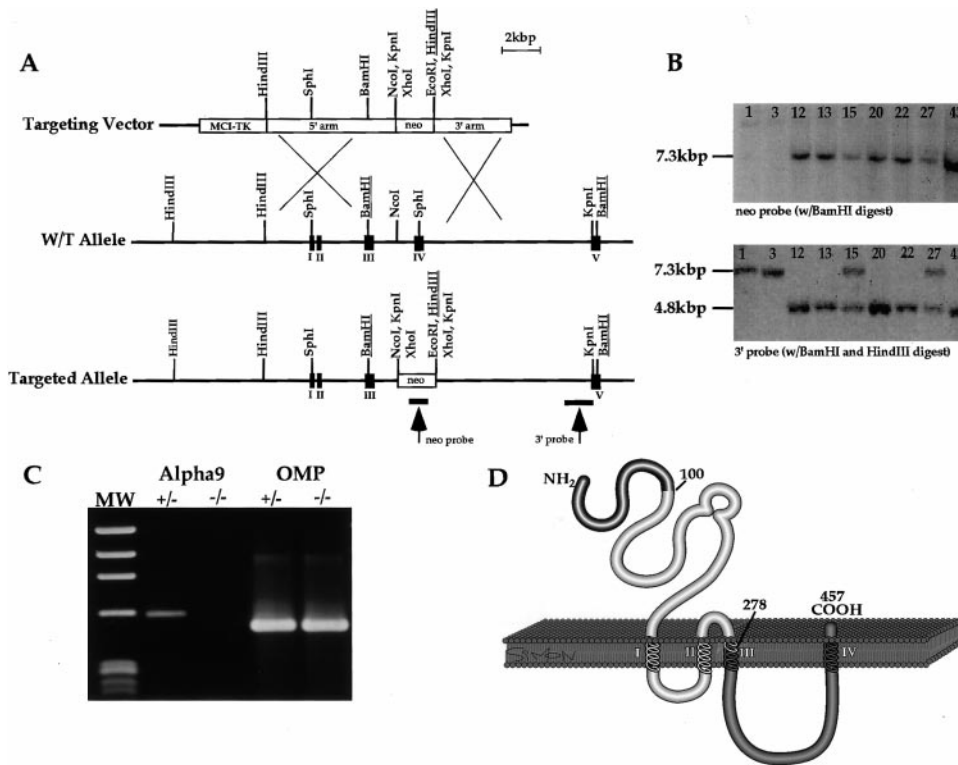 A
2kbp
HindIII
SphI
BamHI
NcoI, KpnI
XhoI
EcoRI, HindIII
XhoI, KpnI
Targeting Vector
MCI-TK
5' arm
neo
3' arm
HindIII
HindIII
SphI
BamHI
NcoI
SphI
KpnI
BamHI
W/T Allele
I
II
III
IV
V
HindIII
HindIII
SphI
BamHI
NcoI, KpnI
XhoI
EcoRI, HindIII
XhoI, KpnI
KpnI
BamHI
Targeted Allele
neo
I
II
III
V
neo probe
3' probe
B
1 3 12 13 15 20 22 27
7.3kbp
neo probe (w/BamHI digest)
1 3 12 13 15 20 22 27
7.3kbp
4.8kbp
3' probe (w/BamHI and HindIII digest)
C
Alpha9 OMP
MW +/- -/- +/- -/-
D
NH2
100
278
457
COOH
I II III IV
SIMON